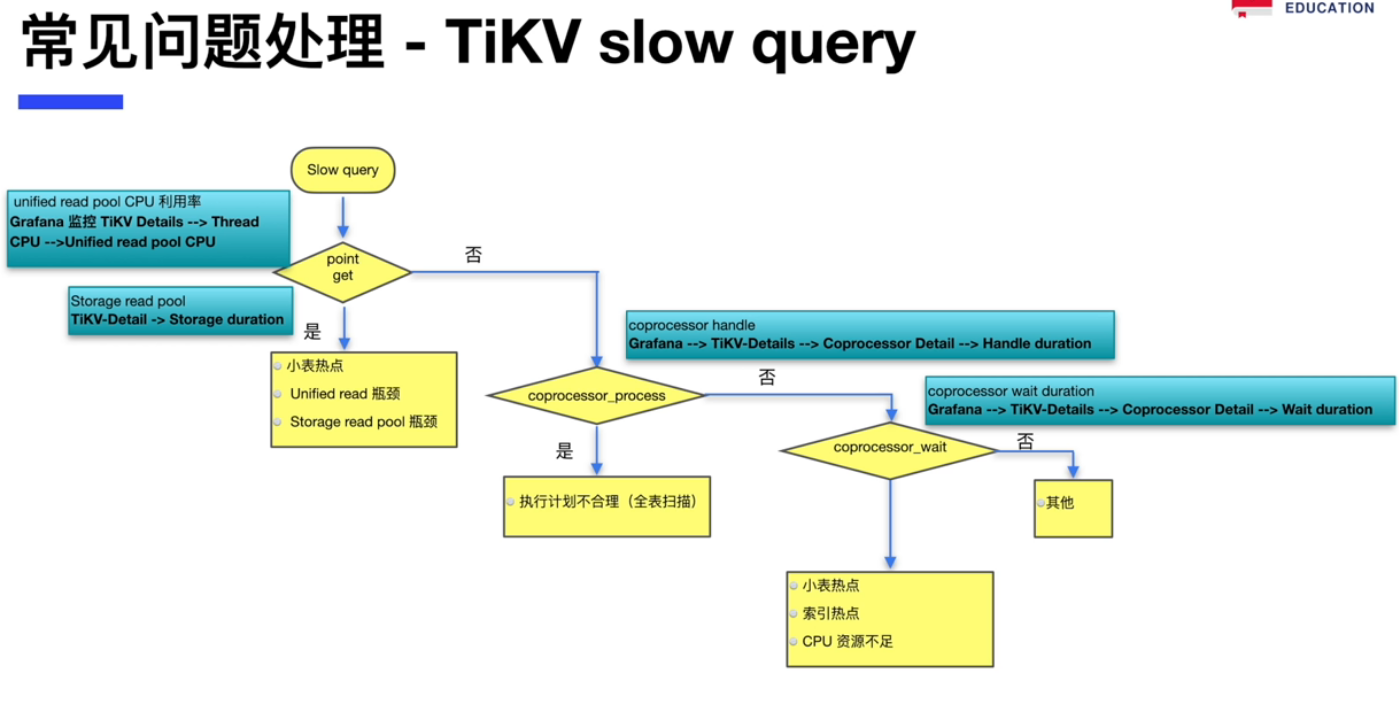 EDUCATION
常见问题处理 - TiKV slow query
Slow query
unified read pool CPU 利用率
Grafana 监控 TiKV Details --> Thread
CPU -->Unified read pool CPU
point
get
否
Storage read pool
TiKV-Detail -> Storage duration
是
小表热点
Unified read 瓶颈
Storage read pool 瓶颈
coprocessor handle
Grafana --> TiKV-Details --> Coprocessor Detail --> Handle duration
coprocessor_process
否
是
执行计划不合理（全表扫描）
coprocessor wait duration
Grafana --> TiKV-Details --> Coprocessor Detail --> Wait duration
coprocessor_wait
否
其他
小表热点
索引热点
CPU 资源不足